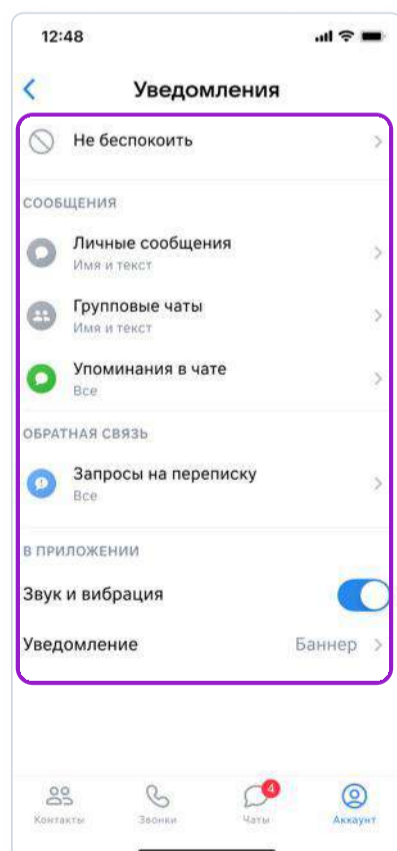 12:48
Уведомления
Не беспокоить
СООБЩЕНИЯ
Личные сообщения
Имя и текст
Групповые чаты
Имя и текст
Упоминания в чате
Все
ОБРАТНАЯ СВЯЗЬ
Запросы на переписку
Все
В ПРИЛОЖЕНИИ
Звук и вибрация
Уведомление Баннер
4
Контакты Звонки Чаты Аккаунт